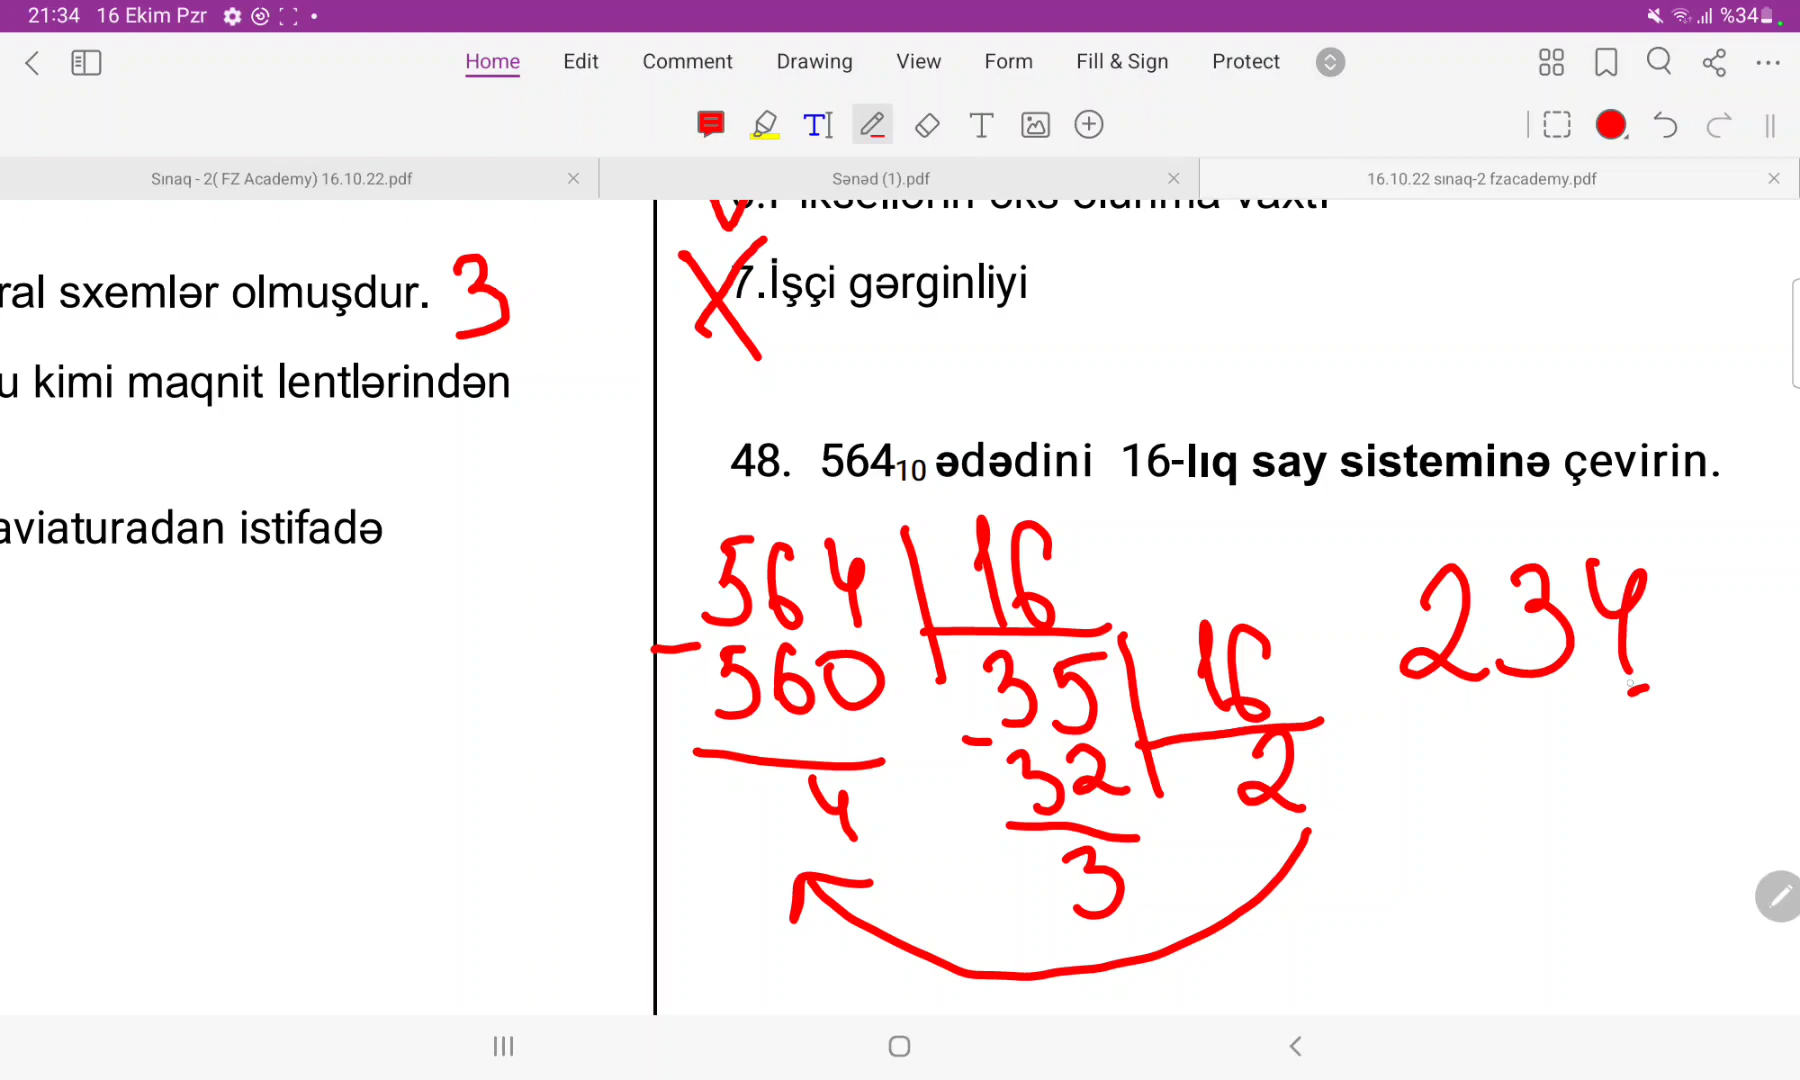 21:34 16 Ekim Pzr %34
Home Edit Comment Drawing View Form Fill & Sign Protect
Sınaq - 2( FZ Academy) 16.10.22.pdf
Sənəd (1).pdf
16.10.22 sınaq-2 fzacademy.pdf
ral sxemlər olmuşdur. 3
u kimi maqnit lentlərindən
aviaturadan istifadə
7.İşçi gərginliyi
48. 564₁₀ ədədini 16-lıq say sisteminə çevirin.
564 16
- 560 35 16
4 - 32 2
3
234